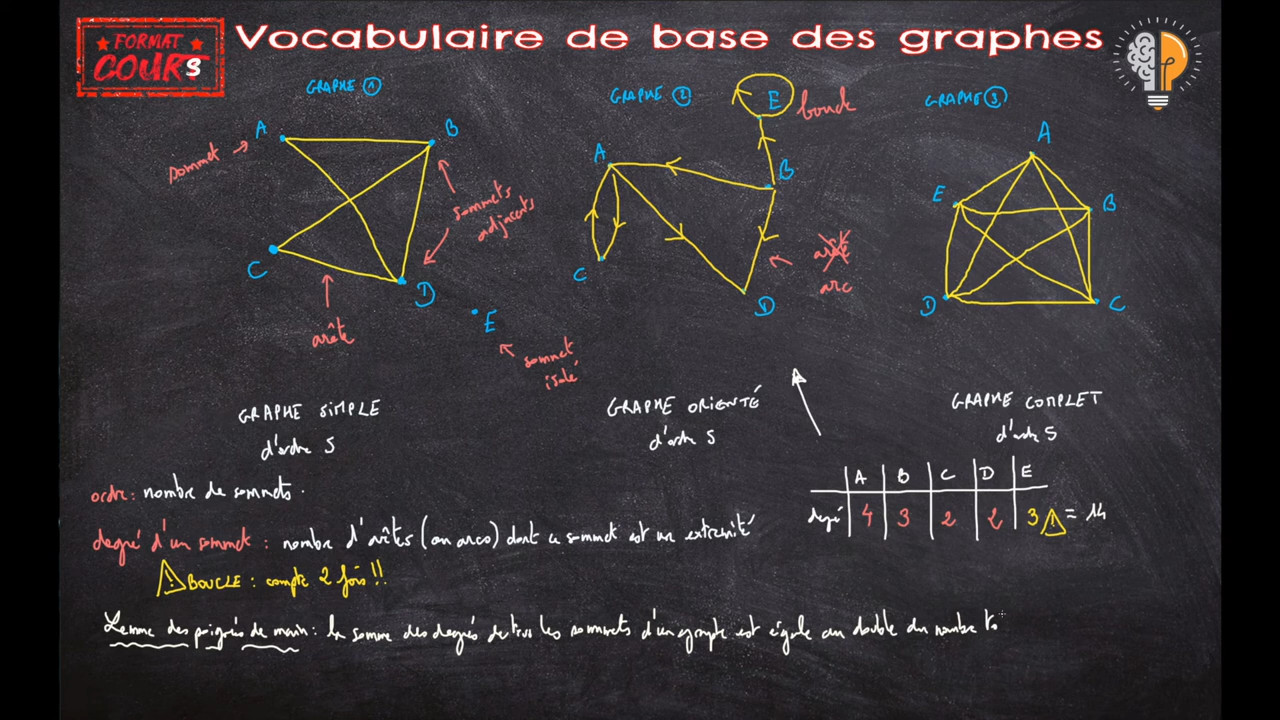 FORMAT
COURS
Vocabulaire de base des graphes
GRAPHE 1
A
B
C
D
E
sommet
sommets
adjacents
arête
sommet
isolé
GRAPHE SIMPLE
d'ordre 5
GRAPHE 2
E
boucle
A
B
C
D
arête
arc
GRAPHE ORIENTÉ
d'ordre 5
GRAPHE 3
A
E
B
D
C
GRAPHE COMPLET
d'ordre 5
A B C D E
degré 4 3 2 2 3 ! = 14
ordre : nombre de sommets.
degré d'un sommet : nombre d'arêtes (ou arcs) dont ce sommet est une extrémité
! BOUCLE : compte 2 fois !!
Lemme des poignées de main : la somme des degrés de tous les sommets d'un graphe est égale au double du nombre to